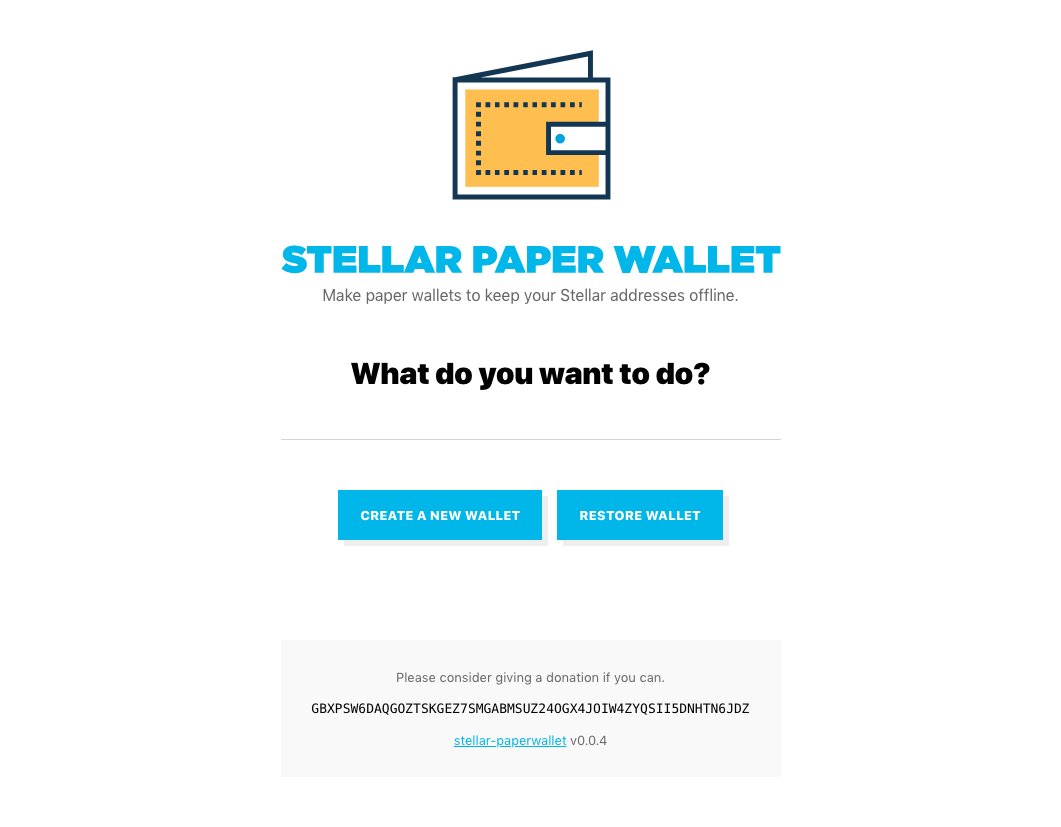 STELLAR PAPER WALLET
Make paper wallets to keep your Stellar addresses offline.
What do you want to do?
CREATE A NEW WALLET
RESTORE WALLET
Please consider giving a donation if you can.
GBXPSW6DAQGOZTSKGEZ7SMGABMSUZ24OGX4JOIW4ZYQSII5DNHTN6JDZ
stellar-paperwallet v0.0.4